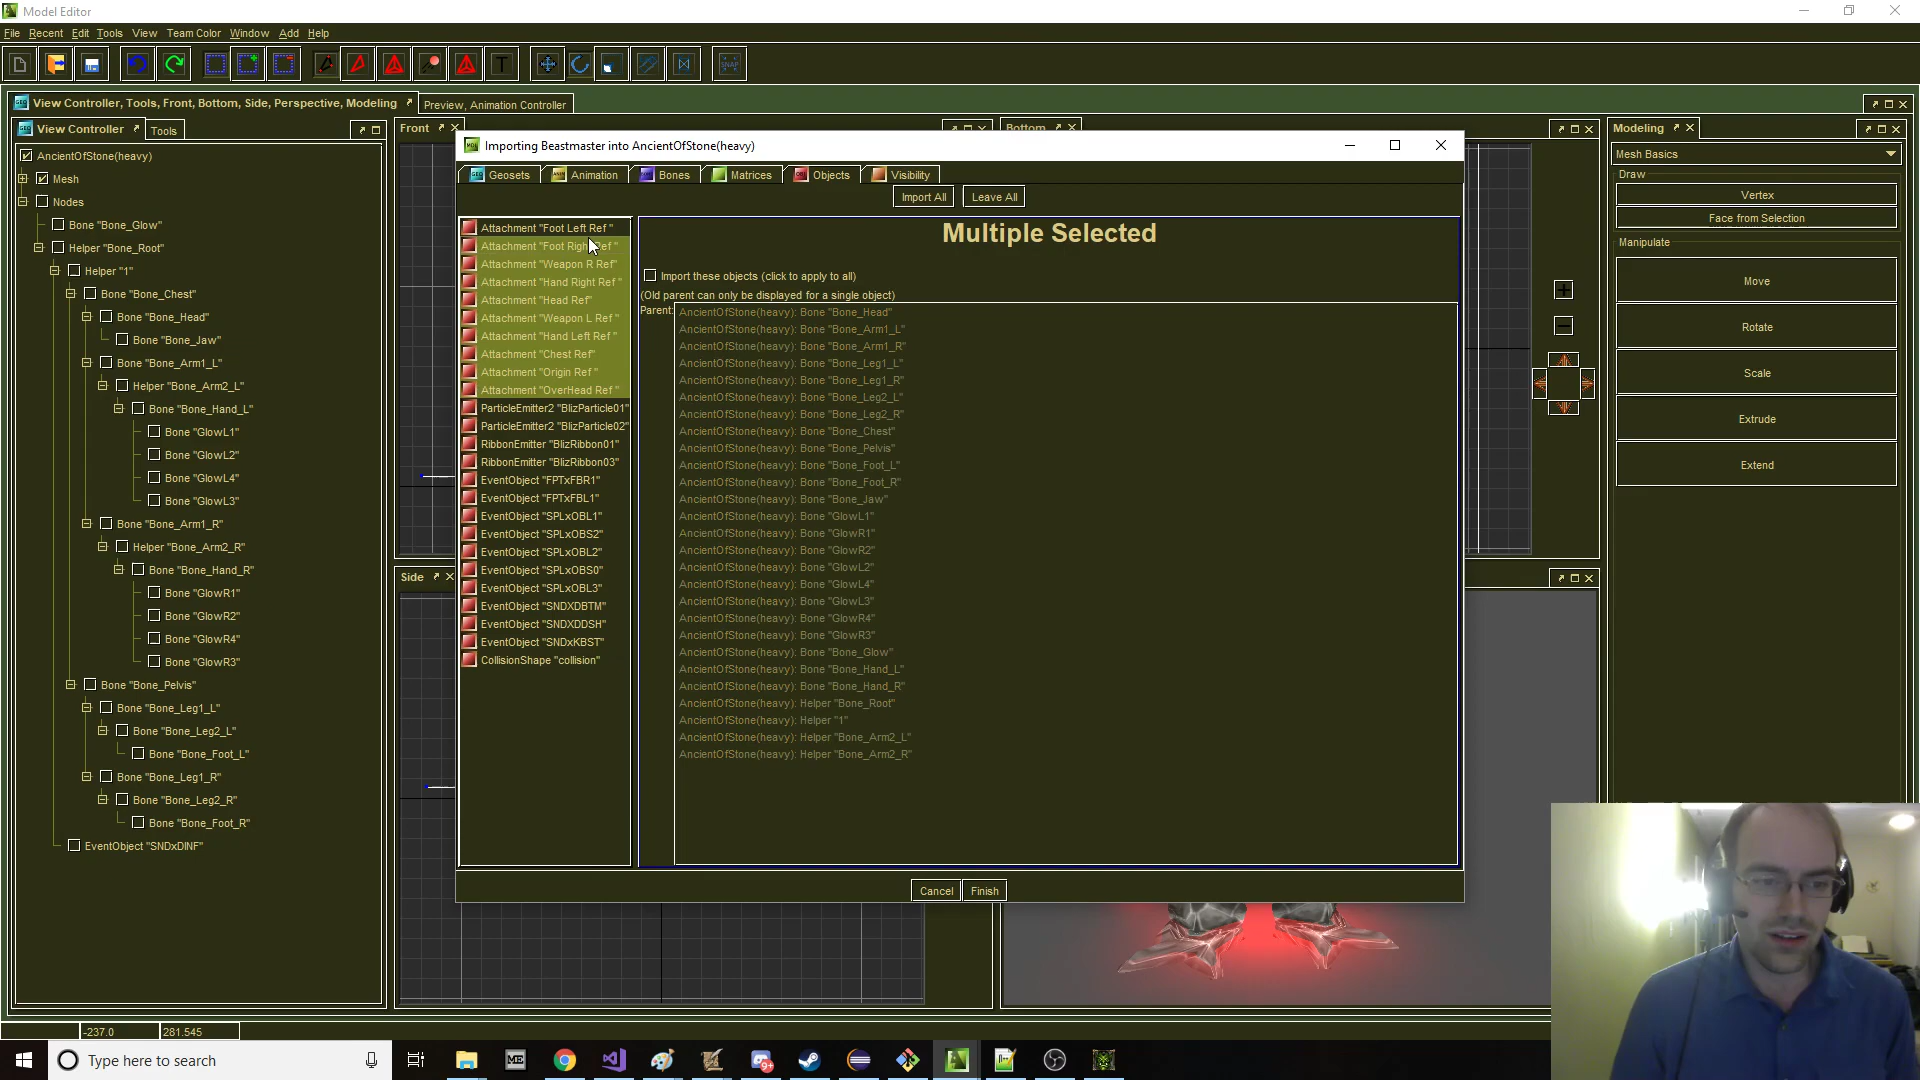 Model Editor
File Recent Edit Tools View Team Color Window Add Help
SNAP
View Controller, Tools, Front, Bottom, Side, Perspective, Modeling
Preview, Animation Controller
View Controller
Tools
AncientOfStone(heavy)
Mesh
Nodes
Bone "Bone_Glow"
Helper "Bone_Root"
Helper "1"
Bone "Bone_Chest"
Bone "Bone_Head"
Bone "Bone_Jaw"
Bone "Bone_Arm1_L"
Helper "Bone_Arm2_L"
Bone "Bone_Hand_L"
Bone "GlowL1"
Bone "GlowL2"
Bone "GlowL4"
Bone "GlowL3"
Bone "Bone_Arm1_R"
Helper "Bone_Arm2_R"
Bone "Bone_Hand_R"
Bone "GlowR1"
Bone "GlowR2"
Bone "GlowR4"
Bone "GlowR3"
Bone "Bone_Pelvis"
Bone "Bone_Leg1_L"
Bone "Bone_Leg2_L"
Bone "Bone_Foot_L"
Bone "Bone_Leg1_R"
Bone "Bone_Leg2_R"
Bone "Bone_Foot_R"
EventObject "SNDxDINF"
Front
Bottom
Side
Importing Beastmaster into AncientOfStone(heavy)
Geosets Animation Bones Matrices Objects Visibility
Import All Leave All
Attachment "Foot Left Ref "
Attachment "Foot Right Ref "
Attachment "Weapon R Ref"
Attachment "Hand Right Ref "
Attachment "Head Ref"
Attachment "Weapon L Ref "
Attachment "Hand Left Ref "
Attachment "Chest Ref"
Attachment "Origin Ref "
Attachment "OverHead Ref "
ParticleEmitter2 "BlizParticle01"
ParticleEmitter2 "BlizParticle02"
RibbonEmitter "BlizRibbon01"
RibbonEmitter "BlizRibbon03"
EventObject "FPTxFBR1"
EventObject "FPTxFBL1"
EventObject "SPLxOBL1"
EventObject "SPLxOBS2"
EventObject "SPLxOBL2"
EventObject "SPLxOBS0"
EventObject "SPLxOBL3"
EventObject "SNDXDBTM"
EventObject "SNDXDDSH"
EventObject "SNDxKBST"
CollisionShape "collision"
Multiple Selected
Import these objects (click to apply to all)
(Old parent can only be displayed for a single object)
Parent:
AncientOfStone(heavy): Bone "Bone_Head"
AncientOfStone(heavy): Bone "Bone_Arm1_L"
AncientOfStone(heavy): Bone "Bone_Arm1_R"
AncientOfStone(heavy): Bone "Bone_Leg1_L"
AncientOfStone(heavy): Bone "Bone_Leg1_R"
AncientOfStone(heavy): Bone "Bone_Leg2_L"
AncientOfStone(heavy): Bone "Bone_Leg2_R"
AncientOfStone(heavy): Bone "Bone_Chest"
AncientOfStone(heavy): Bone "Bone_Pelvis"
AncientOfStone(heavy): Bone "Bone_Foot_L"
AncientOfStone(heavy): Bone "Bone_Foot_R"
AncientOfStone(heavy): Bone "Bone_Jaw"
AncientOfStone(heavy): Bone "GlowL1"
AncientOfStone(heavy): Bone "GlowR1"
AncientOfStone(heavy): Bone "GlowR2"
AncientOfStone(heavy): Bone "GlowL2"
AncientOfStone(heavy): Bone "GlowL4"
AncientOfStone(heavy): Bone "GlowL3"
AncientOfStone(heavy): Bone "GlowR4"
AncientOfStone(heavy): Bone "GlowR3"
AncientOfStone(heavy): Bone "Bone_Glow"
AncientOfStone(heavy): Bone "Bone_Hand_L"
AncientOfStone(heavy): Bone "Bone_Hand_R"
AncientOfStone(heavy): Helper "Bone_Root"
AncientOfStone(heavy): Helper "1"
AncientOfStone(heavy): Helper "Bone_Arm2_L"
AncientOfStone(heavy): Helper "Bone_Arm2_R"
Cancel Finish
Modeling
Mesh Basics
Draw
Vertex
Face from Selection
Manipulate
Move
Rotate
Scale
Extrude
Extend
-237.0
281.545
Type here to search
ME